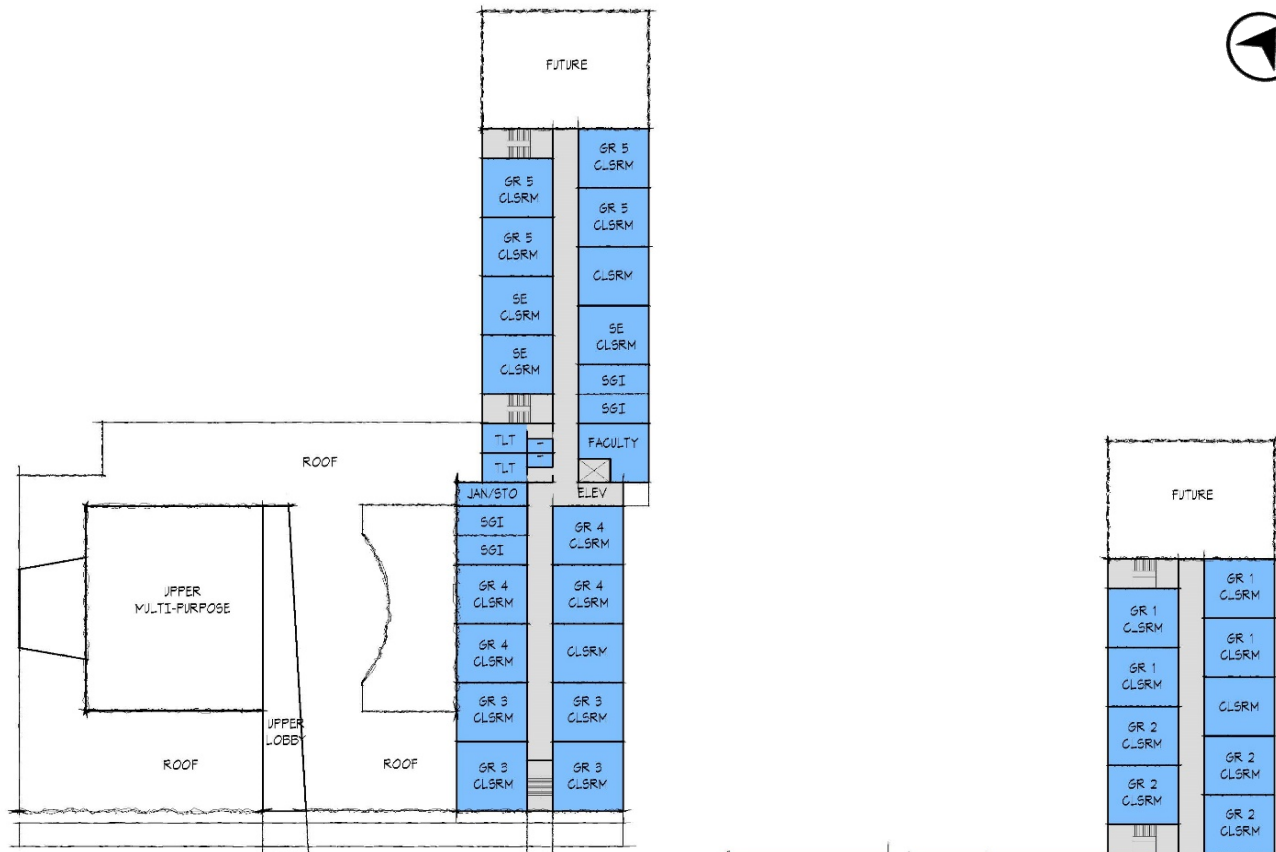 FUTURE
GR 5
CLSRM
GR 5
CLSRM
GR 5
CLSRM
GR 5
CLSRM
CLSRM
SE
CLSRM
SE
CLSRM
SE
CLSRM
SGI
SGI
TLT
TLT
FACULTY
JAN/STO
ELEV
ROOF
SGI
SGI
GR 4
CLSRM
GR 4
CLSRM
GR 4
CLSRM
UPPER
MULTI-PURPOSE
GR 4
CLSRM
CLSRM
GR 3
CLSRM
GR 3
CLSRM
UPPER
LOBBY
ROOF
ROOF
GR 3
CLSRM
GR 3
CLSRM
FUTURE
GR 1
CLSRM
GR 1
CLSRM
GR 1
CLSRM
GR 1
CLSRM
CLSRM
GR 2
CLSRM
GR 2
CLSRM
GR 2
CLSRM
GR 2
CLSRM